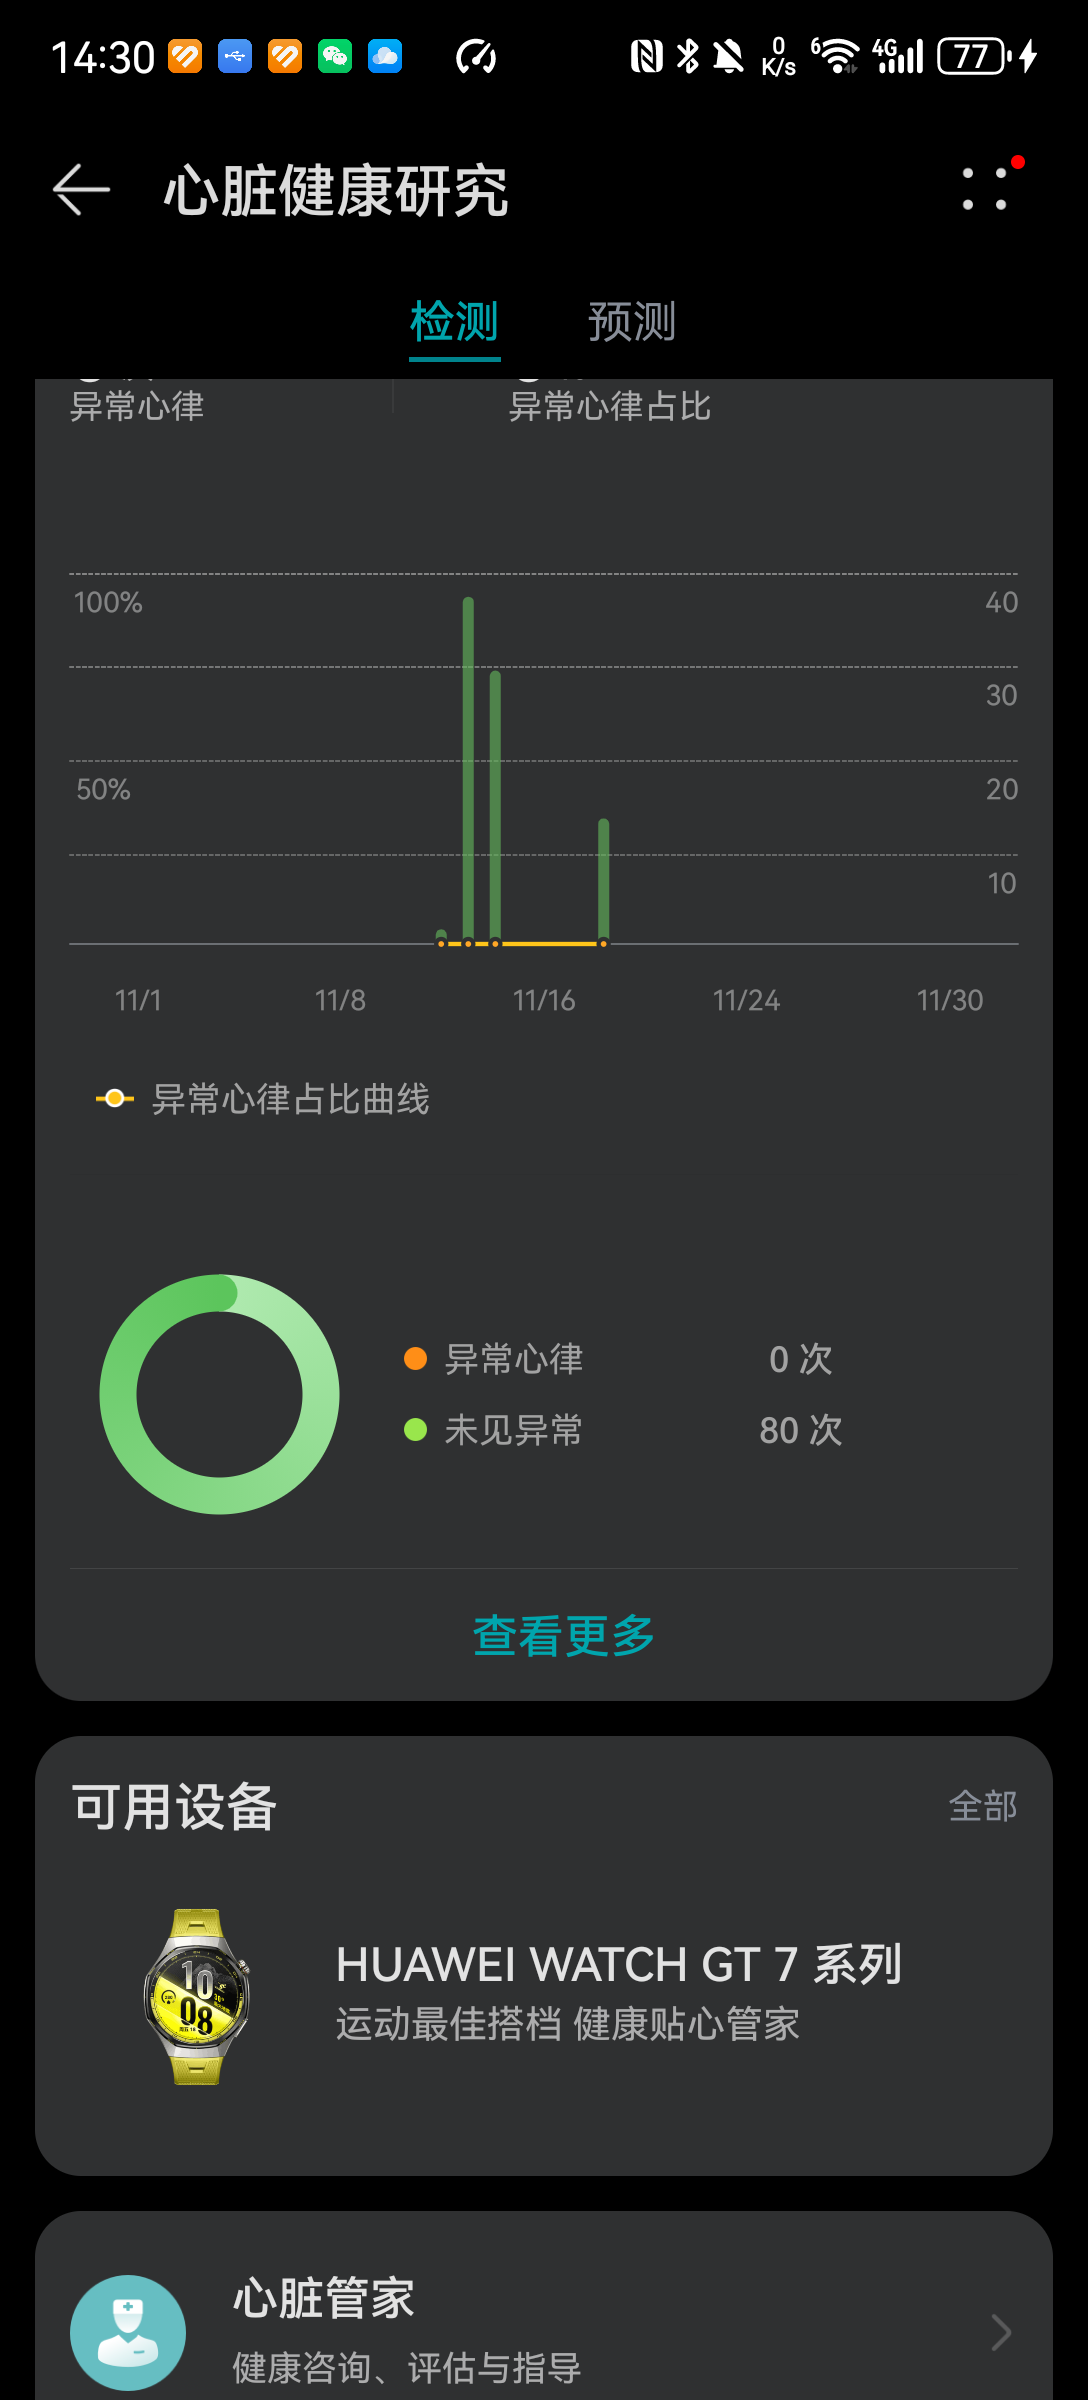 14:30
0 K/s 6 4G 77
心脏健康研究
检测 预测
异常心律 异常心律占比
100% 40
30
50% 20
10
11/1 11/8 11/16 11/24 11/30
异常心律占比曲线
异常心律 0 次
未见异常 80 次
查看更多
可用设备 全部
10
08
HUAWEI WATCH GT 7 系列
运动最佳搭档 健康贴心管家
心脏管家
健康咨询、评估与指导